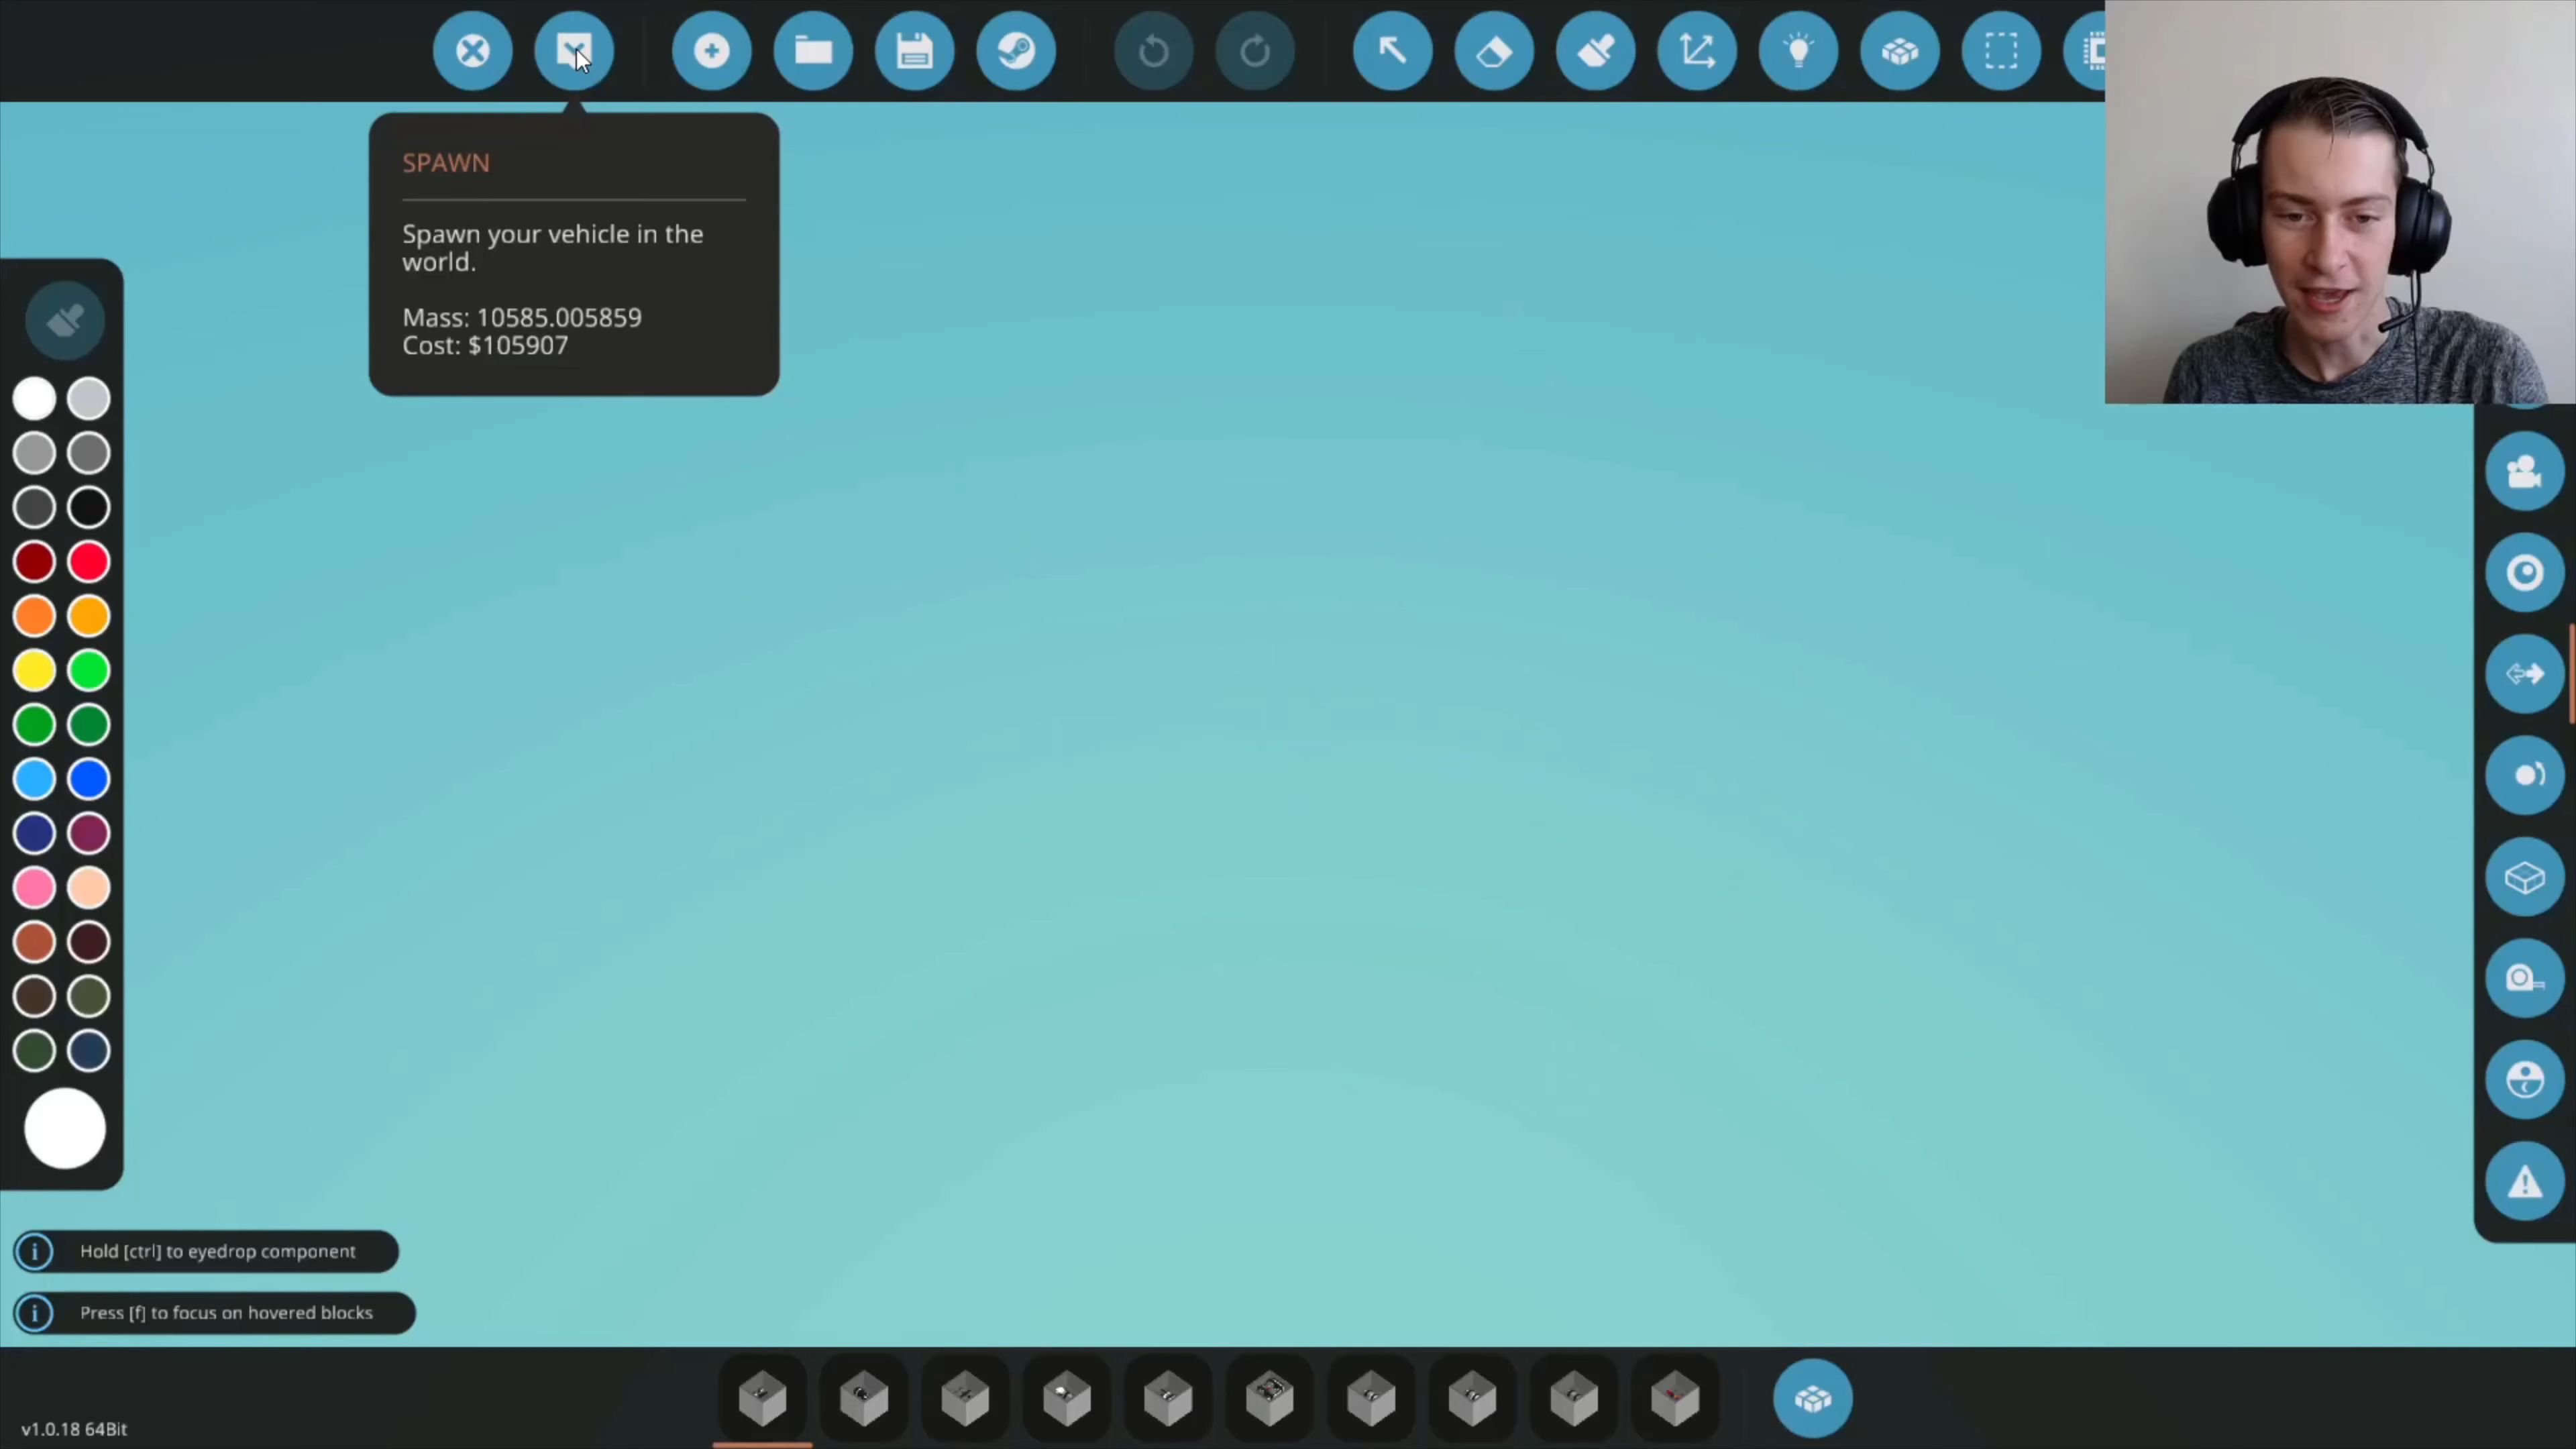 SPAWN
Spawn your vehicle in the
world.
Mass: 10585.005859
Cost: $105907
Hold [ctrl] to eyedrop component
Press [f] to focus on hovered blocks
v1.0.18 64Bit